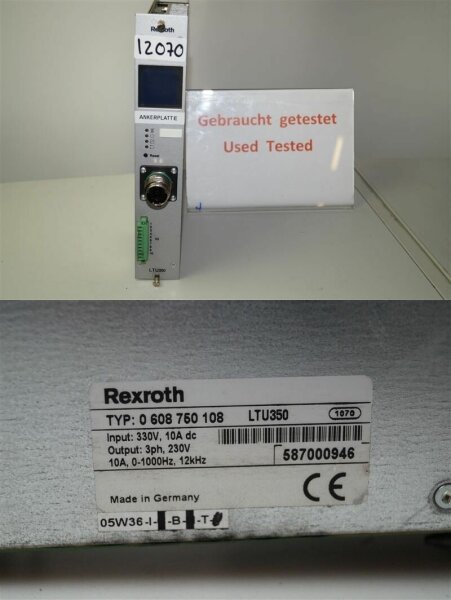 Rexroth
12070
ANKERPLATTE
Reset
LTU350
Gebraucht getestet
Used Tested
Rexroth
TYP: 0 608 750 108 LTU350 1070
Input: 330V, 10A dc
Output: 3ph, 230V
10A, 0-1000Hz, 12kHz
587000946
Made in Germany
CE
05W36-I- -B- -T-